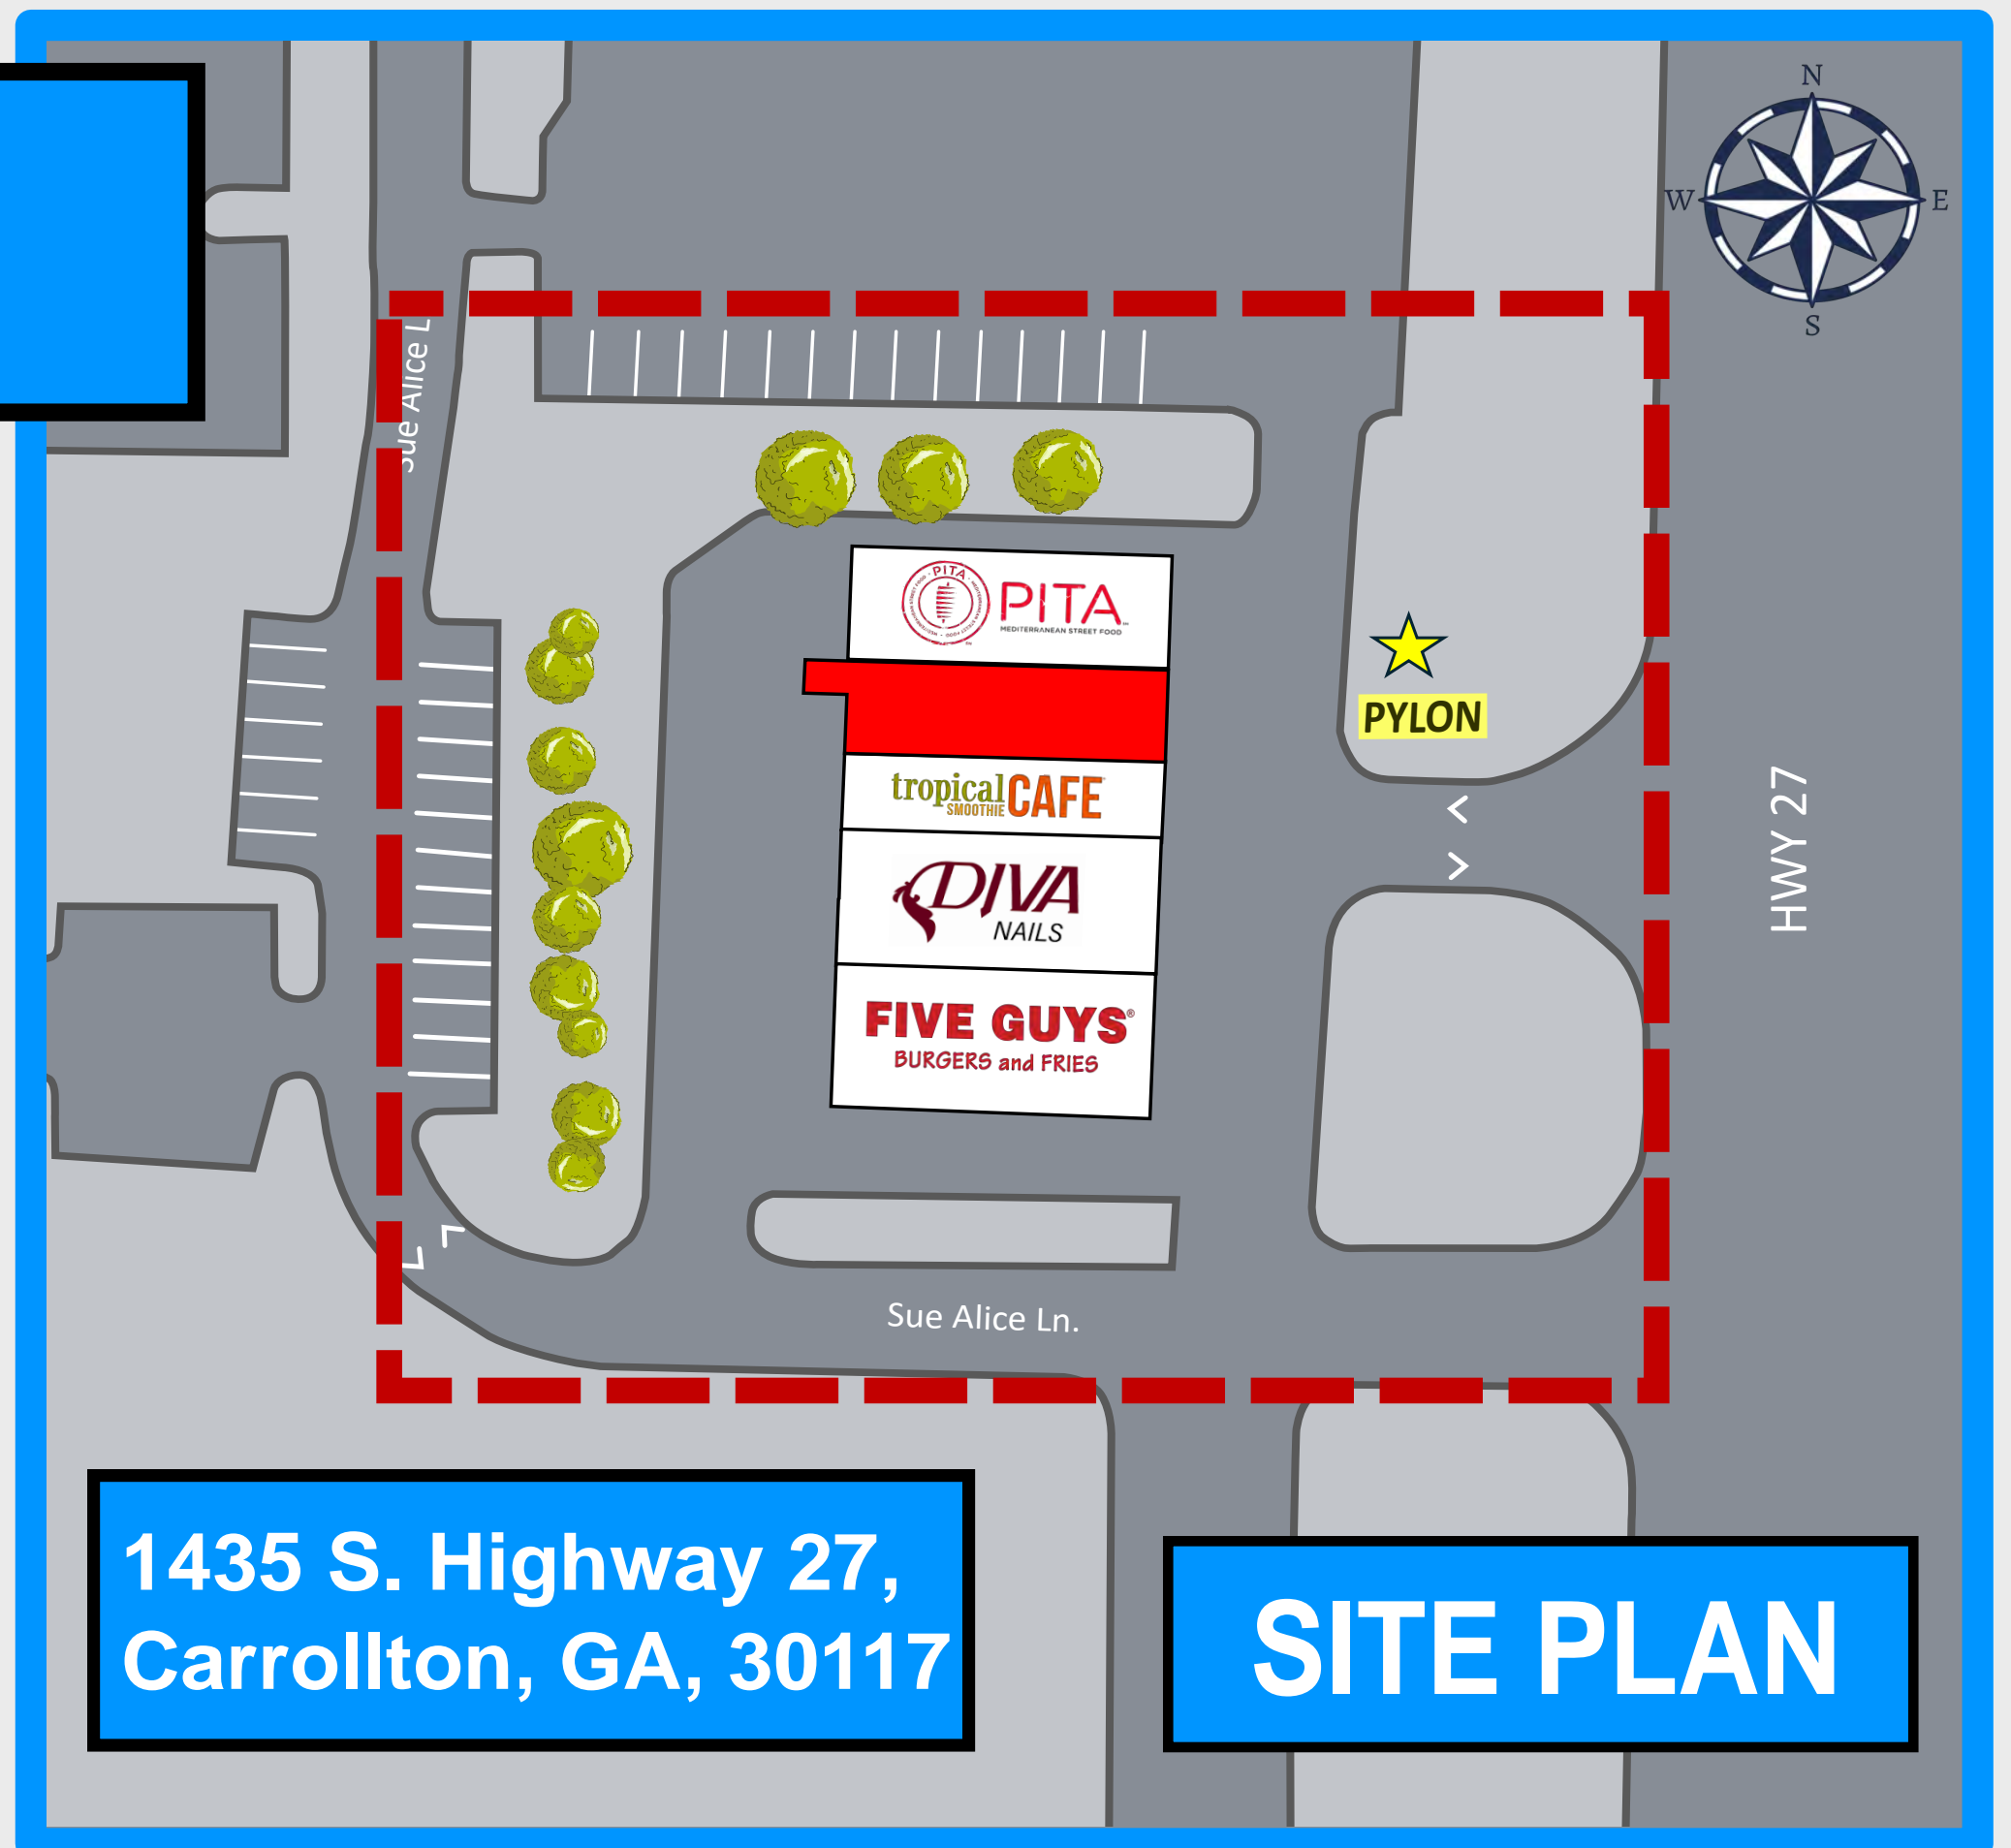 N
W
E
S
Sue Alice L
PITA
PITA
MEDITERRANEAN STREET FOOD
PYLON
tropical
SMOOTHIE
CAFE
HWY 27
DIVA
NAILS
FIVE GUYS®
BURGERS and FRIES
Sue Alice Ln.
1435 S. Highway 27,
Carrollton, GA, 30117
SITE PLAN